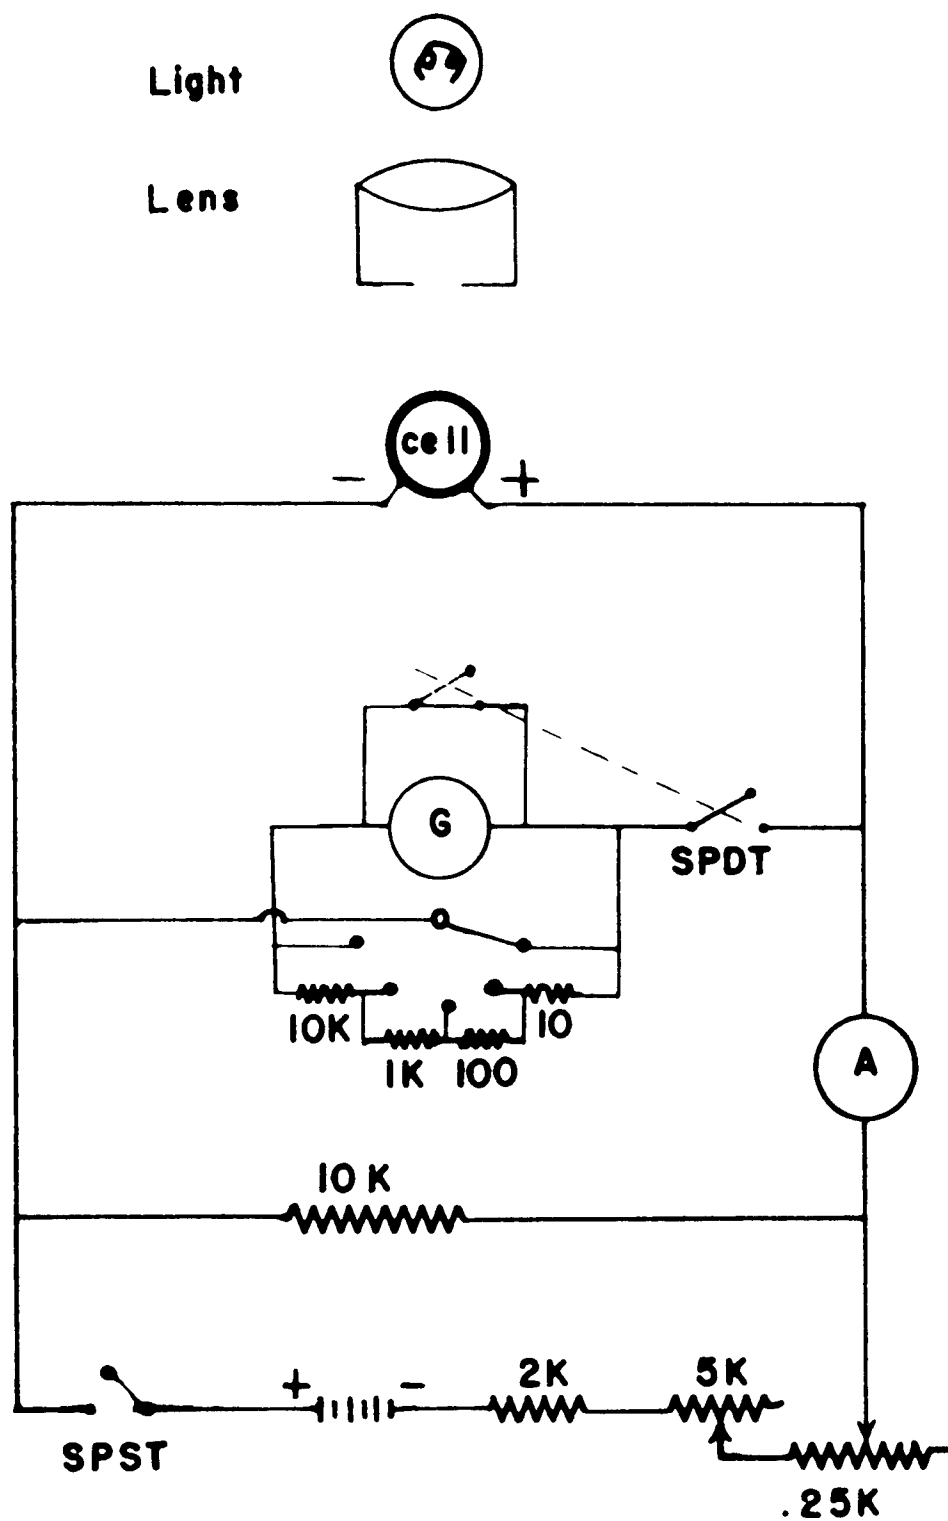 Light
Lens
cell
- +
G
SPDT
10K 10
1K 100
A
10 K
+ - 2K 5K
SPST
.25K